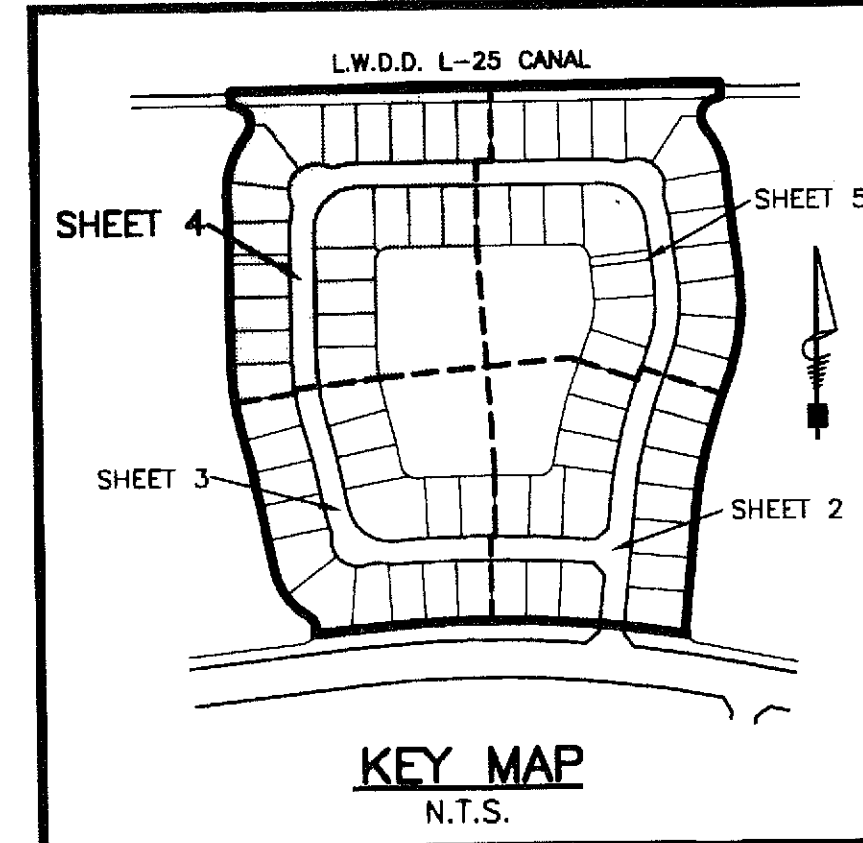 L.W.D.D. L-25 CANAL
SHEET 5
SHEET 4
SHEET 3
SHEET 2
KEY MAP
N.T.S.